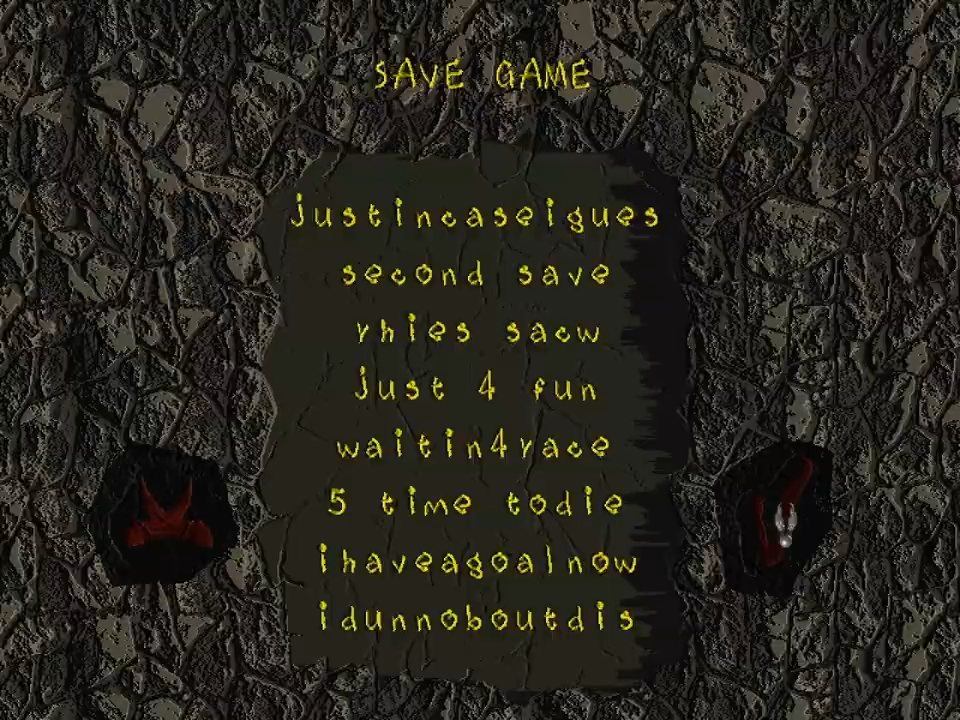 SAVE GAME
justincaseigues
second save
rhies sacw
just 4 fun
waitin4race
5 time todie
ihaveagoalnow
idunnoboutdis